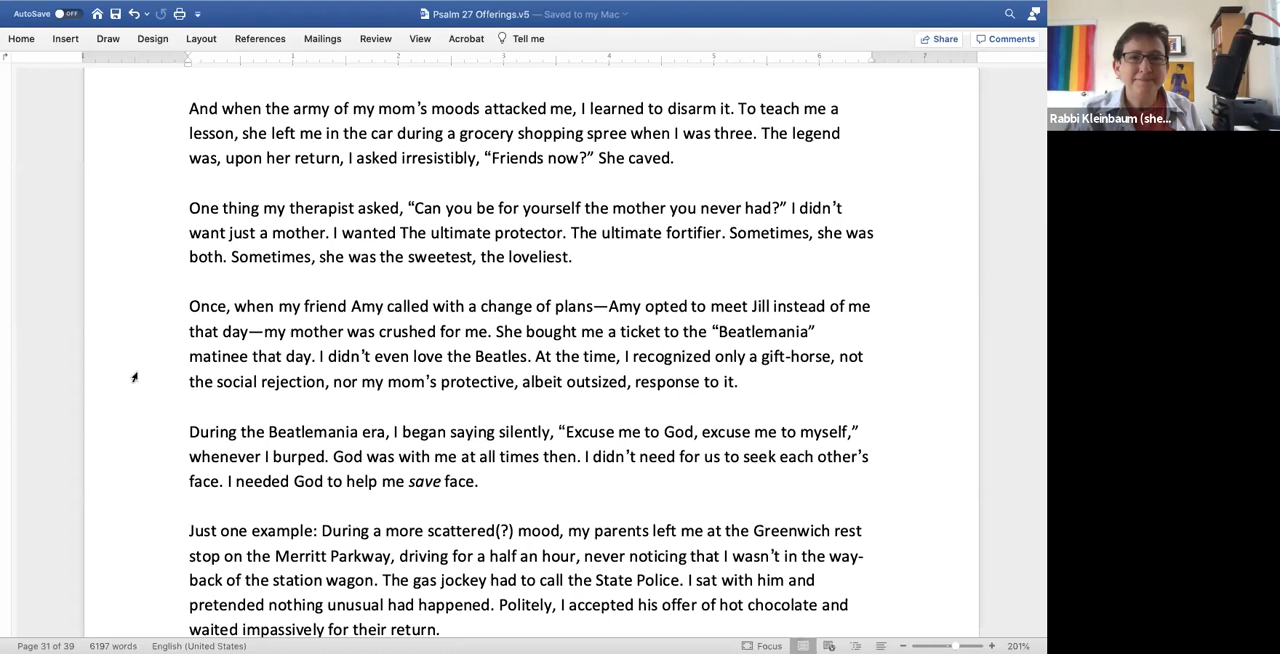 AutoSave OFF Psalm 27 Offerings.v5 — Saved to my Mac
Home Insert Draw Design Layout References Mailings Review View Acrobat Tell me Share Comments
1 1 2 3 4 5 6 7
And when the army of my mom's moods attacked me, I learned to disarm it. To teach me a
lesson, she left me in the car during a grocery shopping spree when I was three. The legend
was, upon her return, I asked irresistibly, "Friends now?" She caved.
One thing my therapist asked, "Can you be for yourself the mother you never had?" I didn't
want just a mother. I wanted The ultimate protector. The ultimate fortifier. Sometimes, she was
both. Sometimes, she was the sweetest, the loveliest.
Once, when my friend Amy called with a change of plans—Amy opted to meet Jill instead of me
that day—my mother was crushed for me. She bought me a ticket to the "Beatlemania"
matinee that day. I didn't even love the Beatles. At the time, I recognized only a gift-horse, not
the social rejection, nor my mom's protective, albeit outsized, response to it.
During the Beatlemania era, I began saying silently, "Excuse me to God, excuse me to myself,"
whenever I burped. God was with me at all times then. I didn't need for us to seek each other's
face. I needed God to help me save face.
Just one example: During a more scattered(?) mood, my parents left me at the Greenwich rest
stop on the Merritt Parkway, driving for a half an hour, never noticing that I wasn't in the way-
back of the station wagon. The gas jockey had to call the State Police. I sat with him and
pretended nothing unusual had happened. Politely, I accepted his offer of hot chocolate and
waited impassively for their return.
Page 31 of 39 6197 words English (United States) Focus 201%
Rabbi Kleinbaum (she...